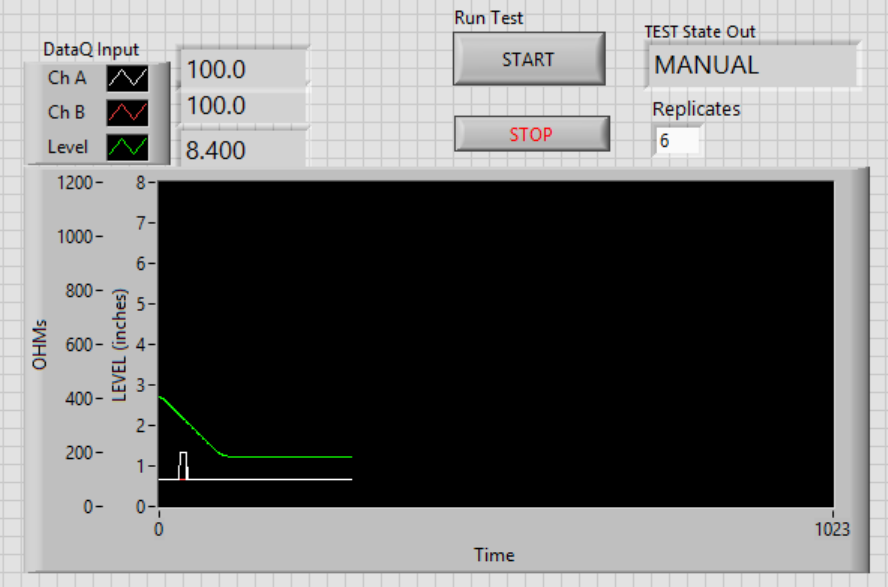 Run Test
DataQ Input
Ch A
Ch B
Level
100.0
100.0
8.400
START
STOP
TEST State Out
MANUAL
Replicates
6
OHMs
1200
1000
800
600
400
200
0
LEVEL (inches)
8
7
6
5
4
3
2
1
0
0
1023
Time